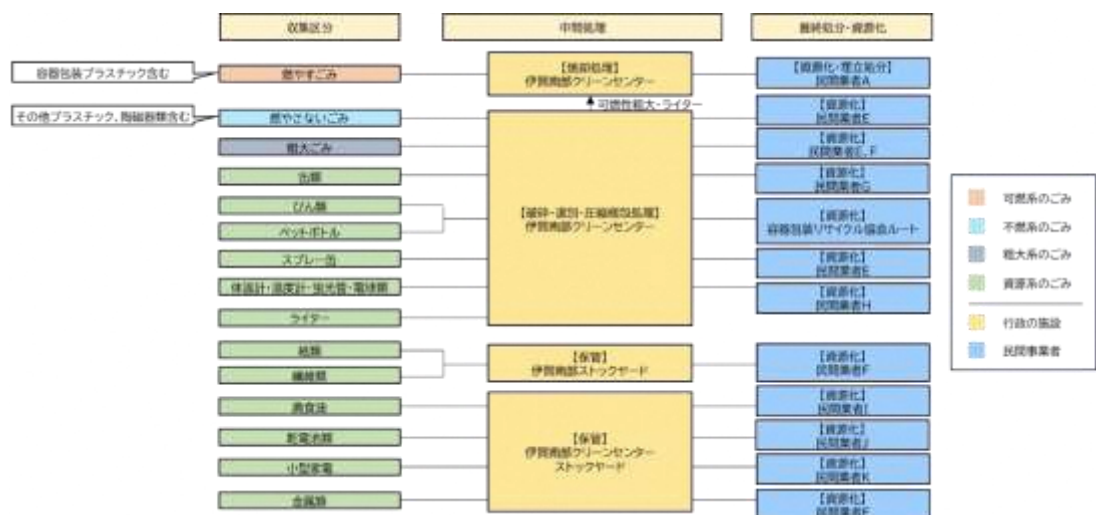 収集区分
中間処理
最終処分・資源化
容器包装プラスチック含む
燃やすごみ
【焼却処理】
伊賀南部クリーンセンター
【資源化・埋立処分】
民間業者A
可燃性粗大・ライター
その他プラスチック、陶磁器類含む
燃やさないごみ
【資源化】
民間業者E
粗大ごみ
【資源化】
民間業者E、F
缶類
【資源化】
民間業者G
びん類
ペットボトル
【破砕・選別・圧縮梱包処理】
伊賀南部クリーンセンター
【資源化】
容器包装リサイクル協会ルート
スプレー缶
【資源化】
民間業者E
体温計・温度計・蛍光管・電球類
【資源化】
民間業者H
ライター
紙類
繊維類
【保管】
伊賀南部ストックヤード
【資源化】
民間業者F
廃食油
【資源化】
民間業者I
乾電池類
【保管】
伊賀南部クリーンセンター
ストックヤード
【資源化】
民間業者J
小型家電
【資源化】
民間業者K
金属類
【資源化】
民間業者F
可燃系のごみ
不燃系のごみ
粗大系のごみ
資源系のごみ
行政の施設
民間事業者